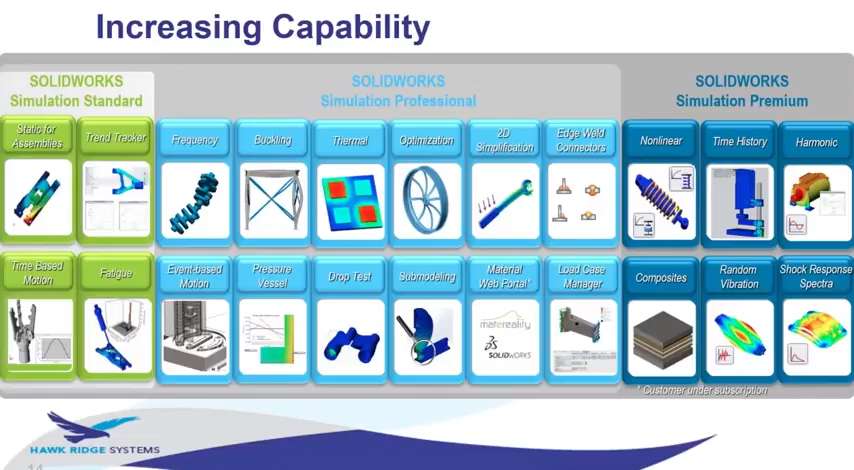 Increasing Capability
SOLIDWORKS
Simulation Standard
SOLIDWORKS
Simulation Professional
SOLIDWORKS
Simulation Premium
Static for
Assemblies
Trend Tracker
Frequency
Buckling
Thermal
Optimization
2D
Simplification
Edge Weld
Connectors
Nonlinear
Time History
Harmonic
Time Based
Motion
Fatigue
Event-based
Motion
Pressure
Vessel
Drop Test
Submodeling
Material
Web Portal*
Load Case
Manager
Composites
Random
Vibration
Shock Response
Spectra
matereality
SOLIDWORKS
* Customer under subscription
HAWK RIDGE SYSTEMS
14